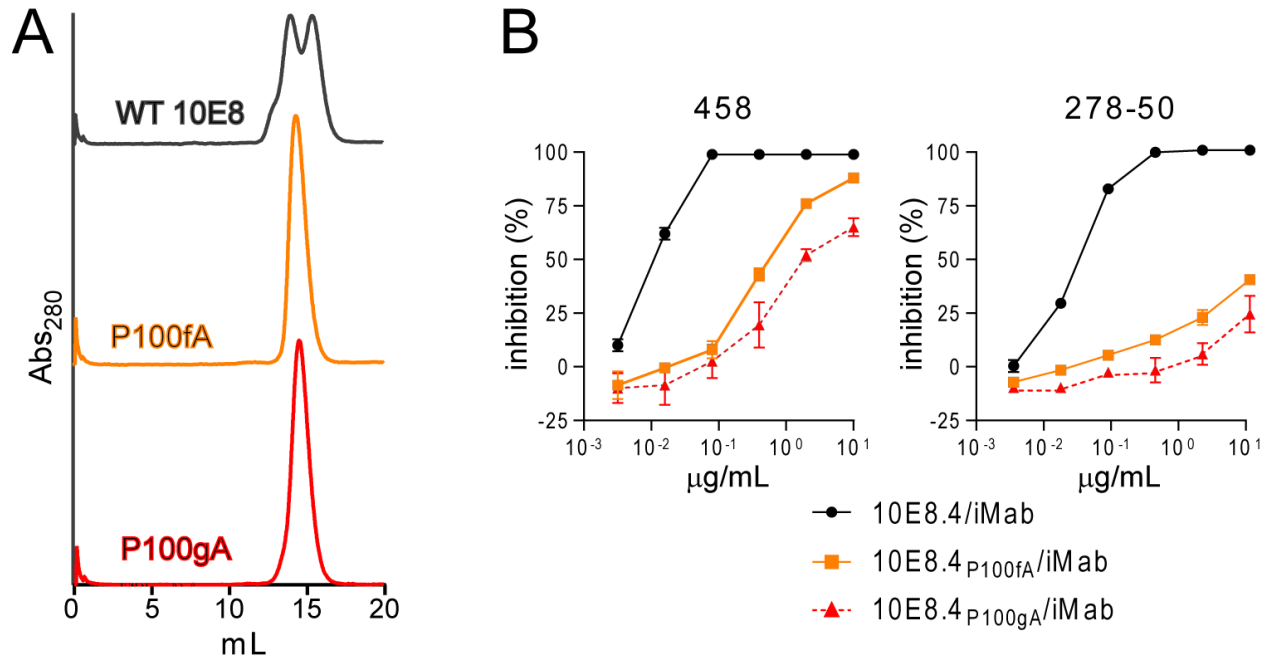 A
WT 10E8
P100fA
P100gA
Abs280
0 5 10 15 20
mL
B
458
inhibition (%)
100
75
50
25
0
-25
10-3 10-2 10-1 100 101
μg/mL
278-50
inhibition (%)
100
75
50
25
0
-25
10-3 10-2 10-1 100 101
μg/mL
10E8.4/iMab
10E8.4P100fA/iMab
10E8.4P100gA/iMab